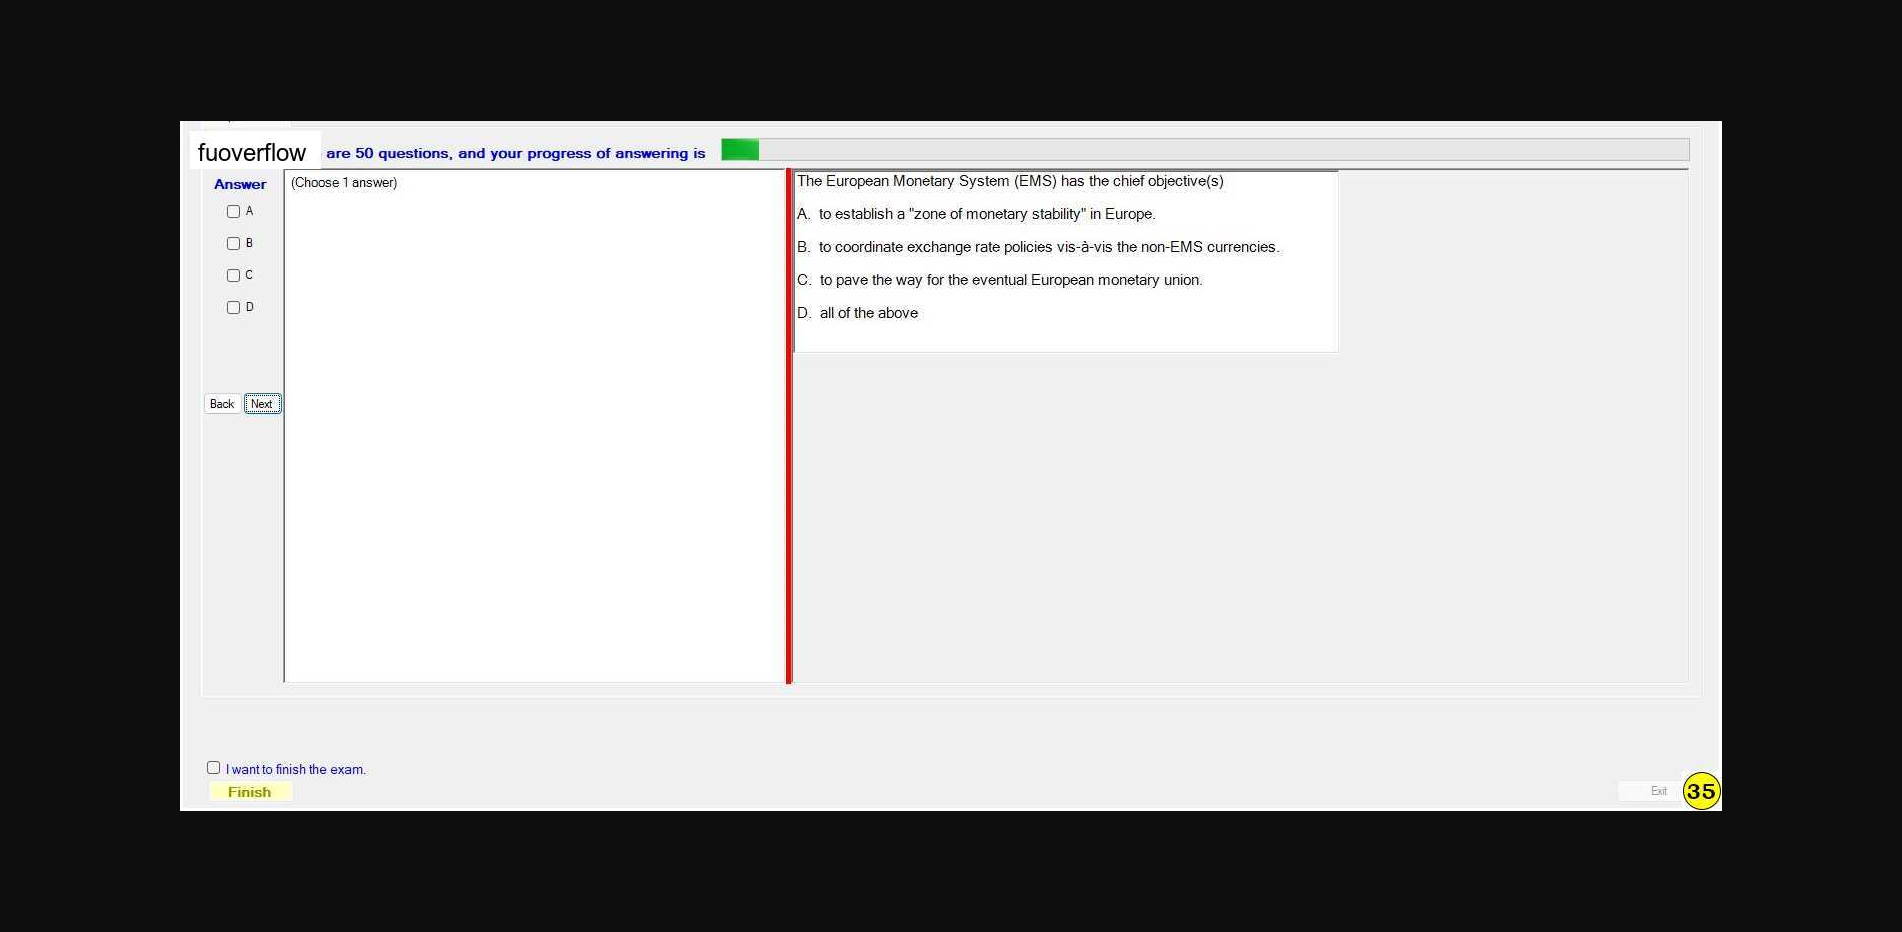 fuoverflow are 50 questions, and your progress of answering is
Answer
(Choose 1 answer)
A
B
C
D
Back Next
The European Monetary System (EMS) has the chief objective(s)
A. to establish a "zone of monetary stability" in Europe.
B. to coordinate exchange rate policies vis-à-vis the non-EMS currencies.
C. to pave the way for the eventual European monetary union.
D. all of the above
I want to finish the exam.
Finish
Exit
35